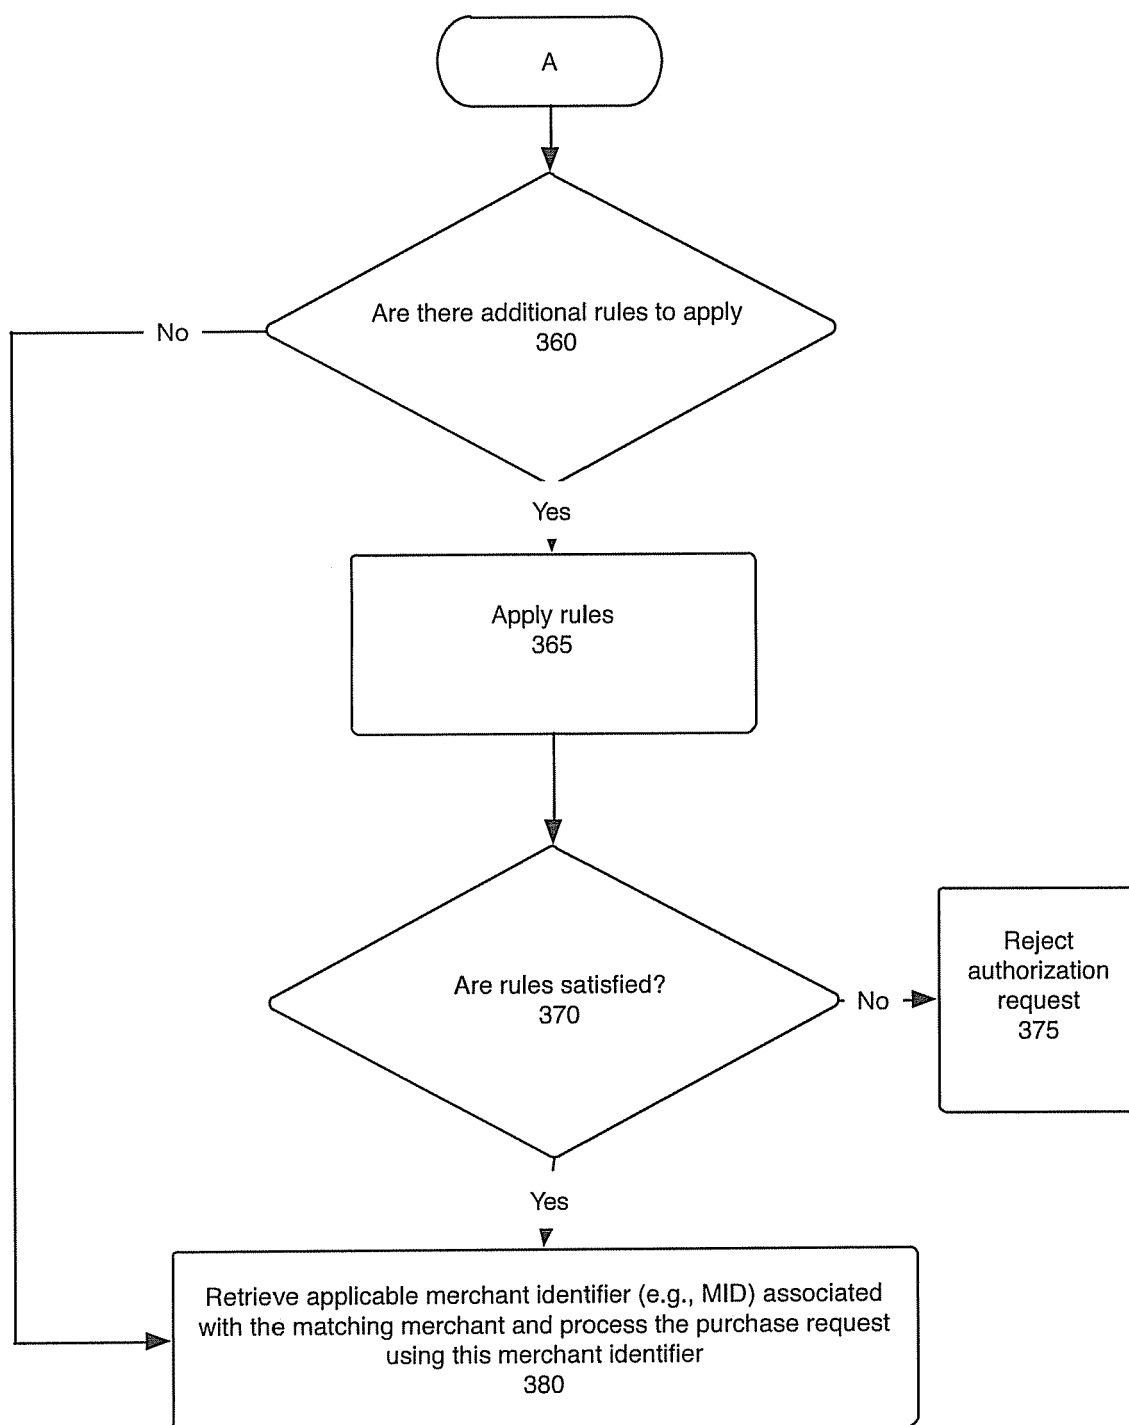 A
Are there additional rules to apply
360
No
Yes
Apply rules
365
Are rules satisfied?
370
No
Reject
authorization
request
375
Yes
Retrieve applicable merchant identifier (e.g., MID) associated
with the matching merchant and process the purchase request
using this merchant identifier
380